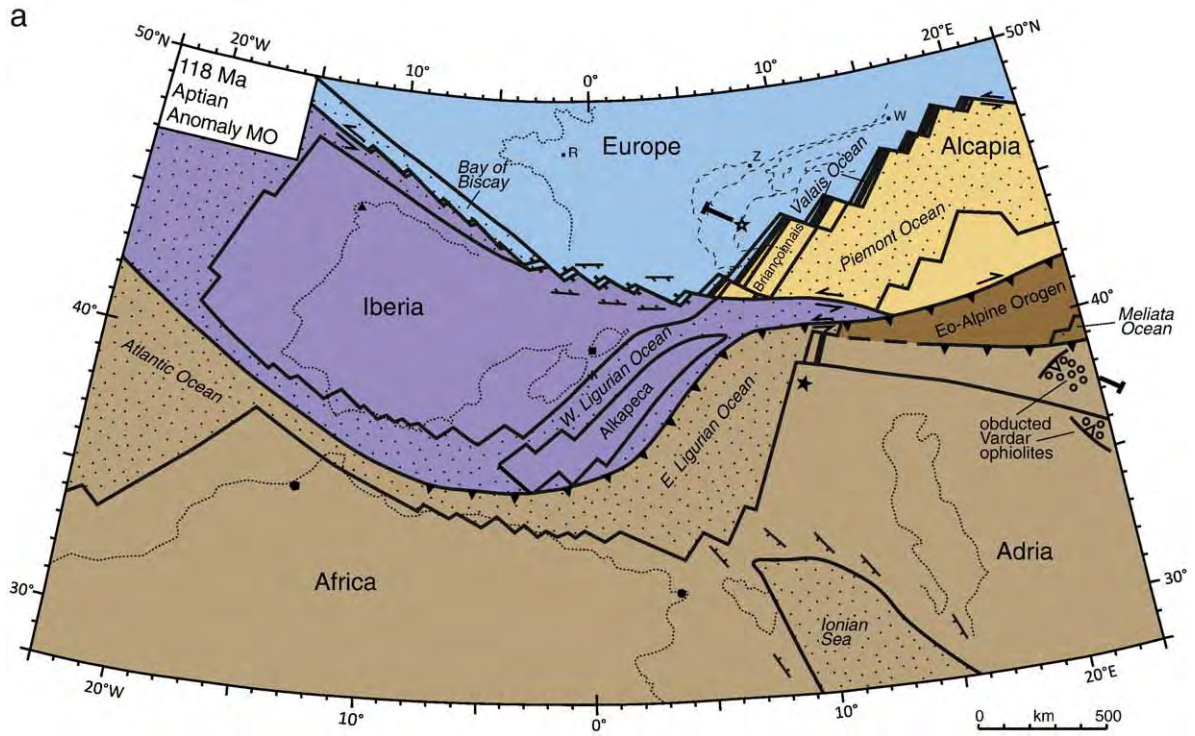 a
50°N
20°W
10°
0°
10°
20°E
50°N
118 Ma
Aptian
Anomaly MO
Europe
R
Z
W
Alcapia
Bay of
Biscay
Valais Ocean
Briançonnais
Piemont Ocean
Iberia
40°
40°
Eo-Alpine Orogen
Meliata
Ocean
Atlantic Ocean
W. Ligurian Ocean
Alkapeca
E. Ligurian Ocean
obducted
Vardar
ophiolites
Adria
Africa
30°
30°
Ionian
Sea
20°W
10°
0°
10°
20°E
0 km 500